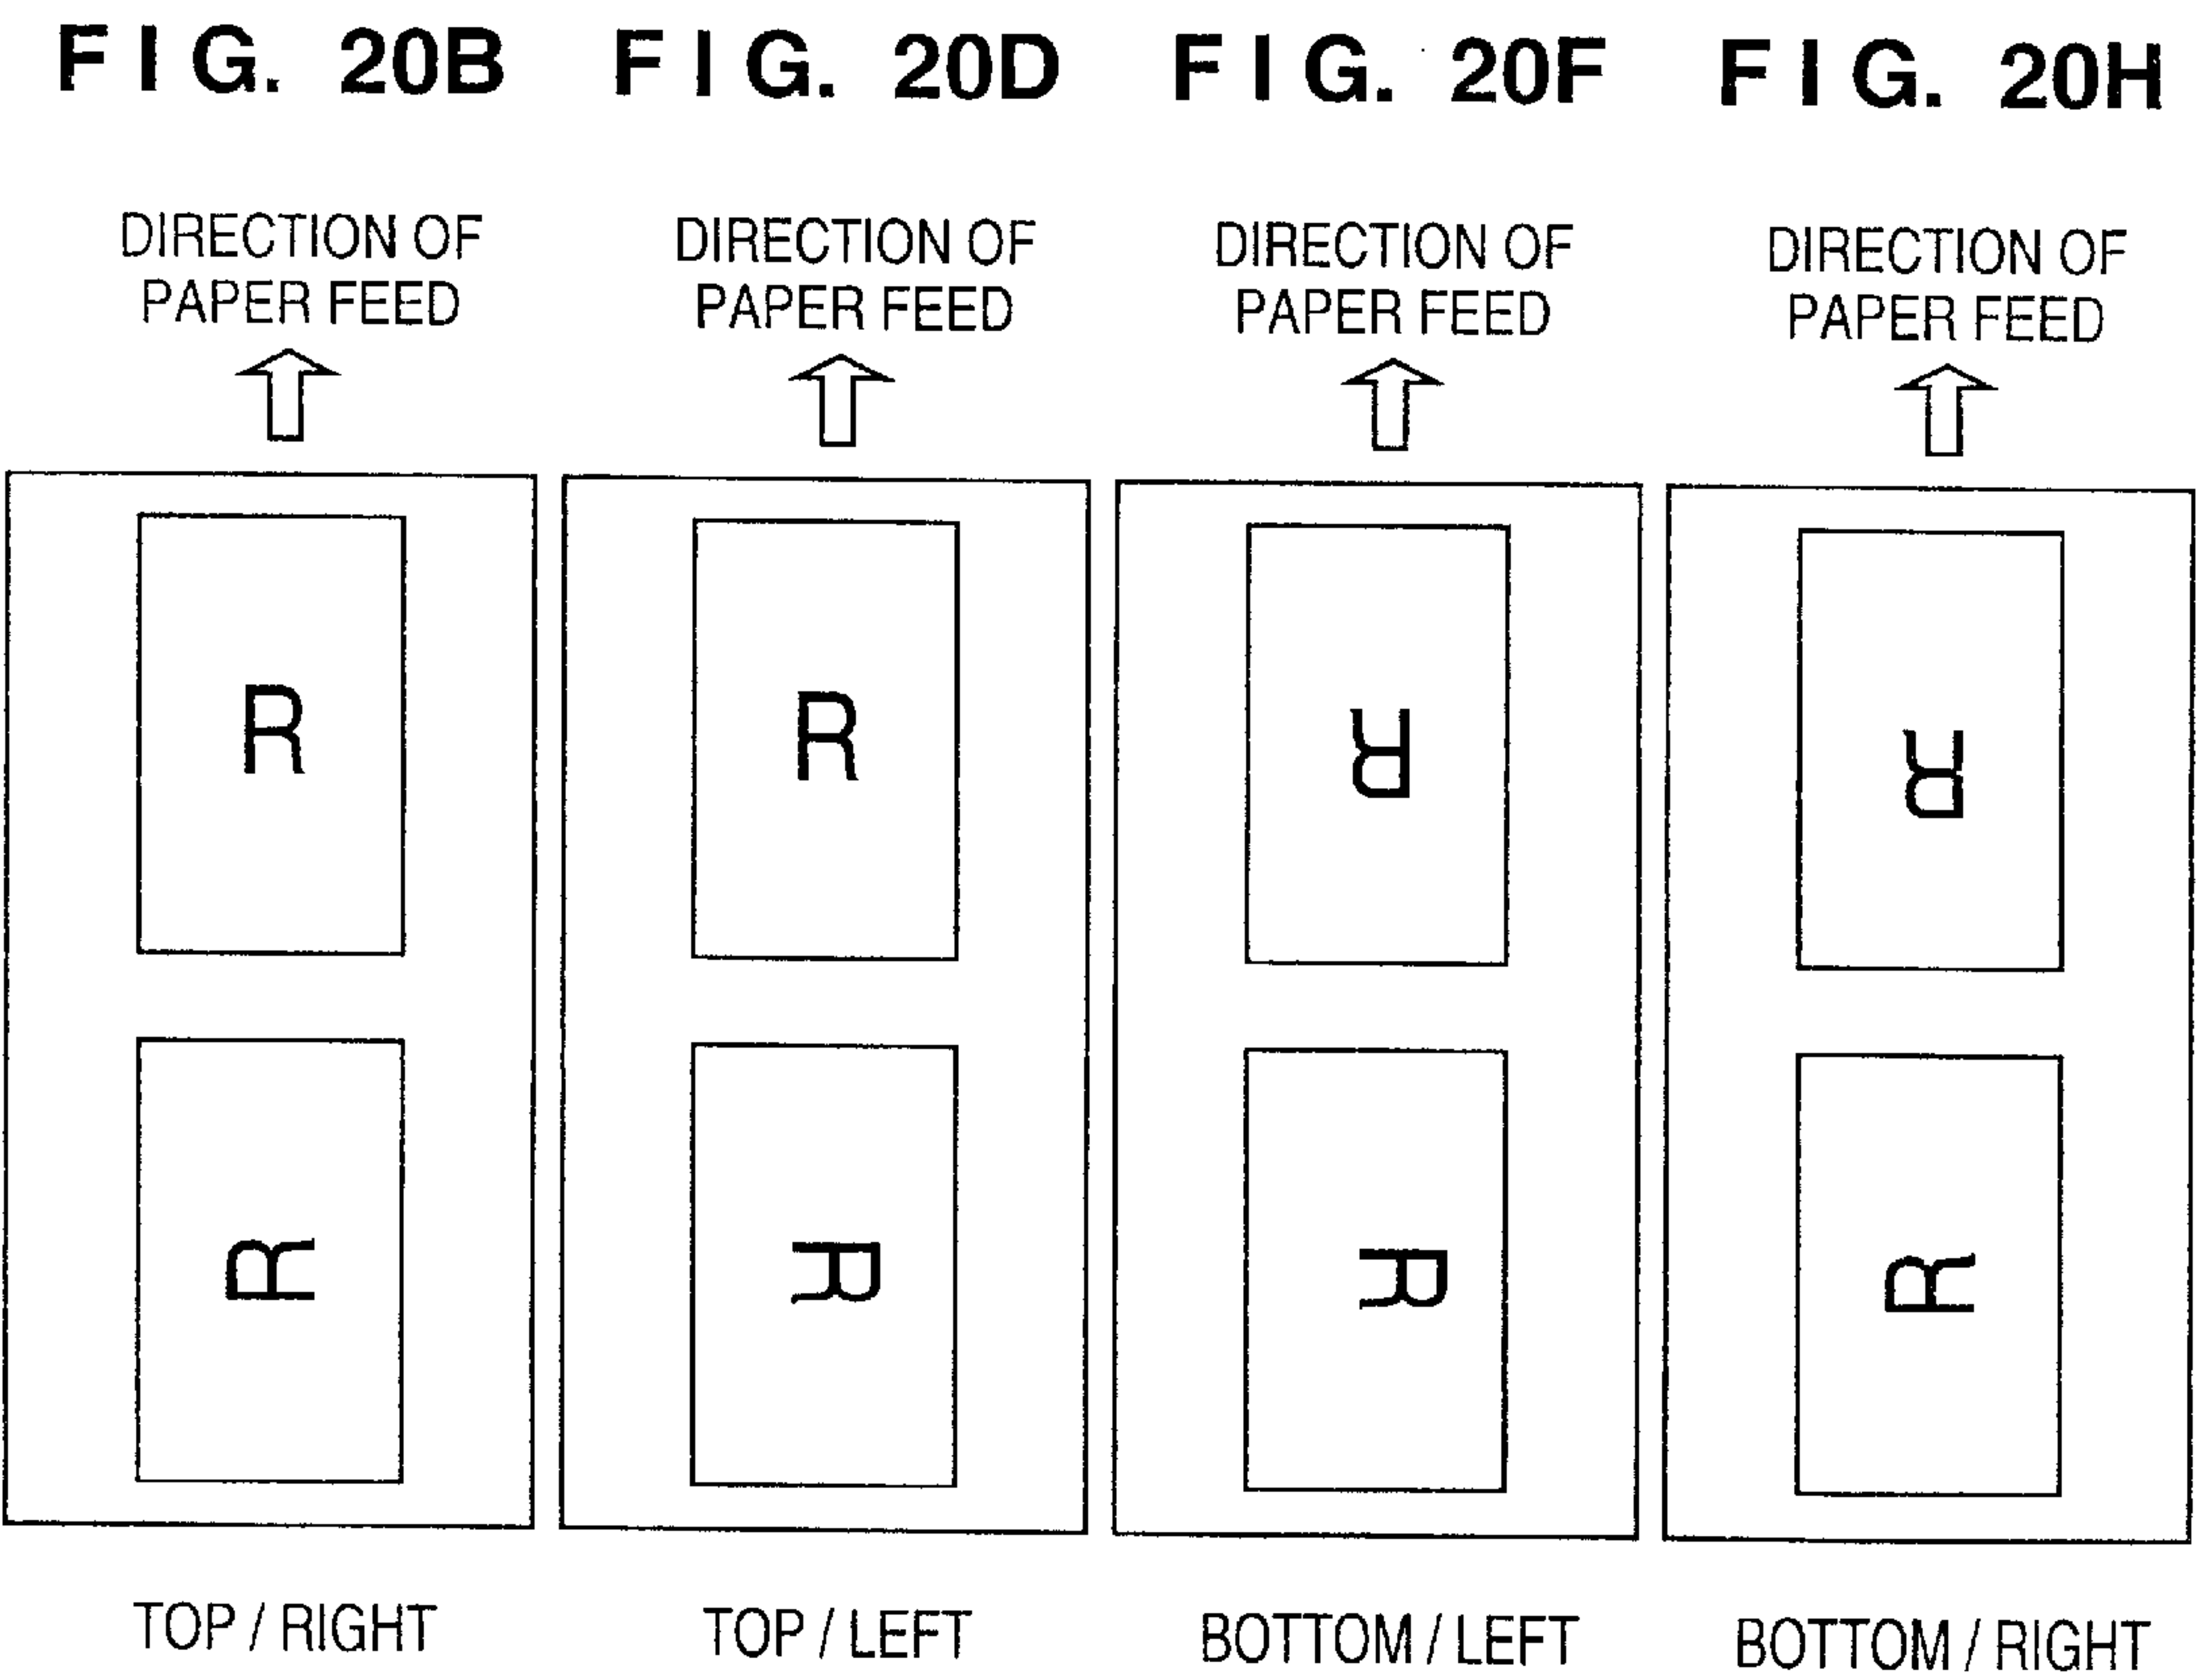 FIG. 20B
FIG. 20D
FIG. 20F
FIG. 20H
DIRECTION OF
PAPER FEED
DIRECTION OF
PAPER FEED
DIRECTION OF
PAPER FEED
DIRECTION OF
PAPER FEED
R
R
R
R
R
R
R
R
TOP / RIGHT
TOP / LEFT
BOTTOM / LEFT
BOTTOM / RIGHT